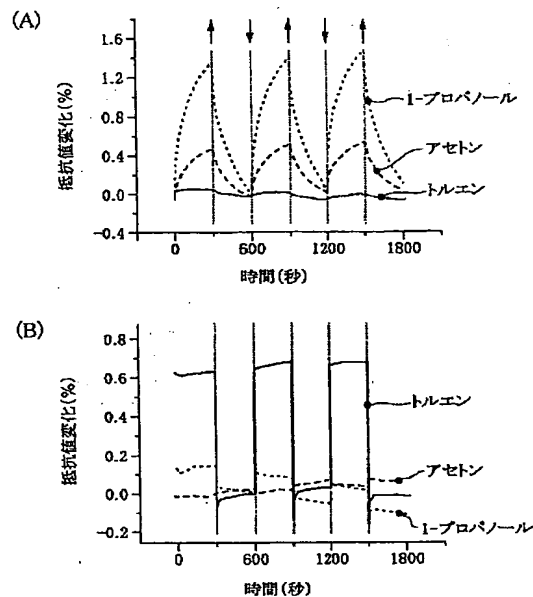 (A)
抵抗値変化(%)
1.6
1.2
0.8
0.4
0.0
-0.4
0
600
1200
1800
時間(秒)
1-プロパノール
アセトン
トルエン
(B)
抵抗値変化(%)
0.8
0.6
0.4
0.2
0.0
-0.2
0
600
1200
1800
時間(秒)
トルエン
アセトン
1-プロパノール